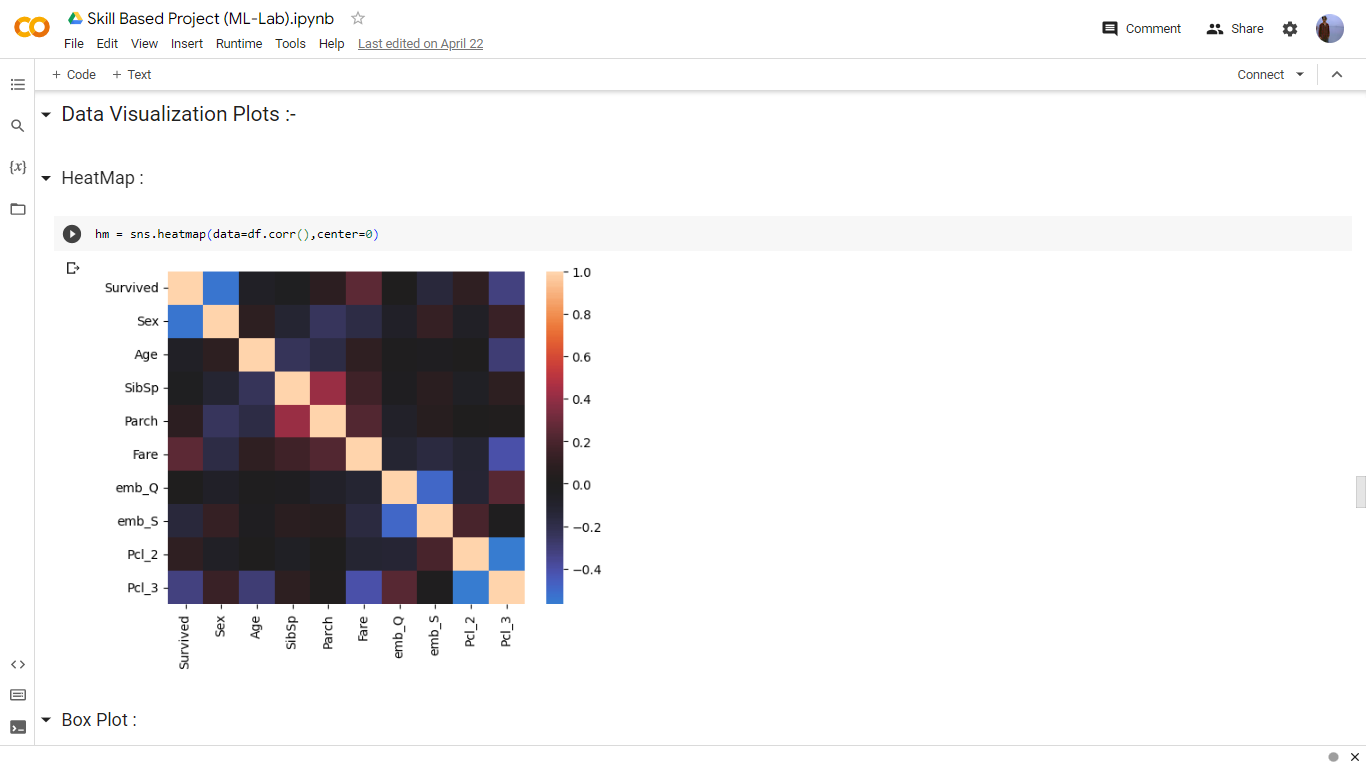 Skill Based Project (ML-Lab).ipynb
File Edit View Insert Runtime Tools Help Last edited on April 22
Comment Share
+ Code + Text
Connect
Data Visualization Plots :-
{x}
HeatMap :
hm = sns.heatmap(data=df.corr(),center=0)
Survived
Sex
Age
SibSp
Parch
Fare
emb_Q
emb_S
Pcl_2
Pcl_3
Survived Sex Age SibSp Parch Fare emb_Q emb_S Pcl_2 Pcl_3
1.0
0.8
0.6
0.4
0.2
0.0
−0.2
−0.4
Box Plot :